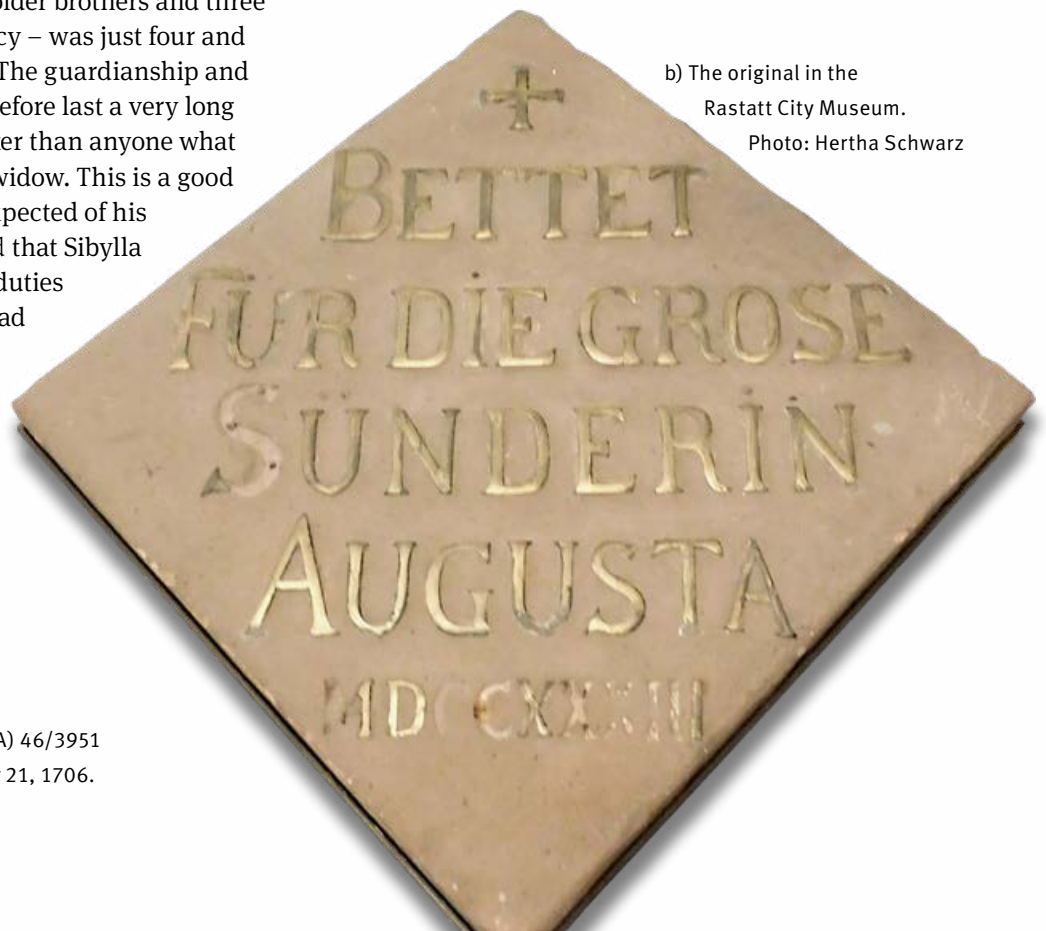 older brothers and three
cy – was just four and
The guardianship and
efore last a very long
er than anyone what
widow. This is a good
pected of his
d that Sibylla
duties
ad
A) 46/3951
21, 1706.
b) The original in the
Rastatt City Museum.
Photo: Hertha Schwarz
BETTET
FUR DIE GROSE
SUNDERIN
AUGUSTA
MDCCXXXIII